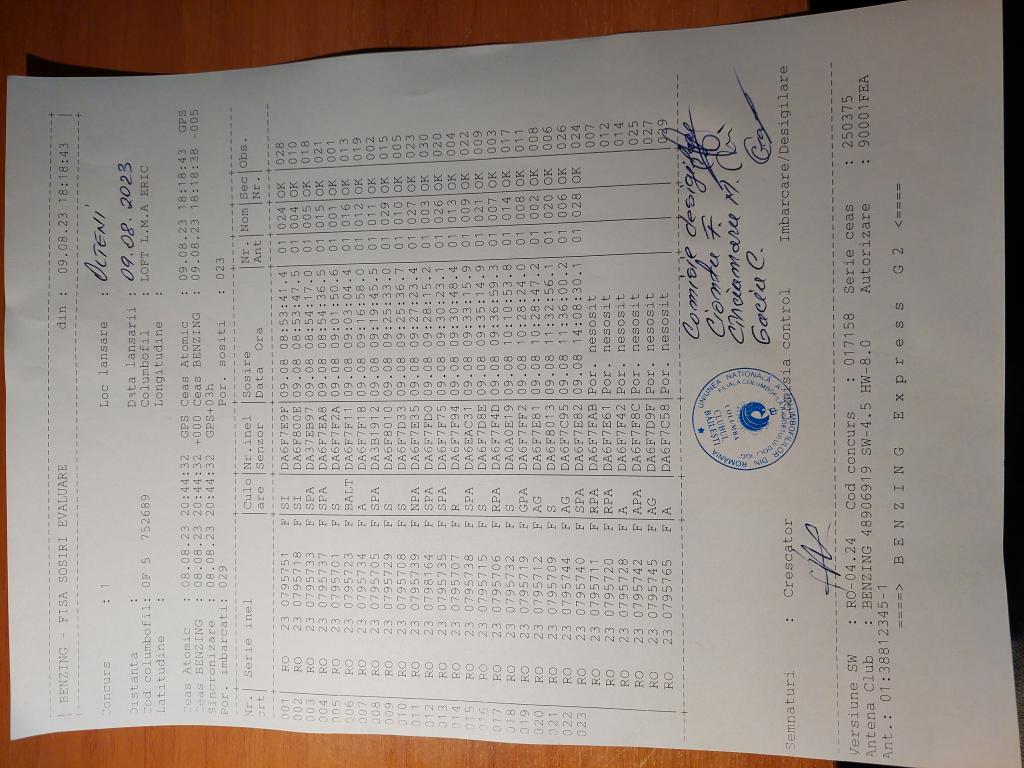 BENZING - FISA SOSIRI EVALUARE din : 09.08.23 18:18:43
Concurs : 1 Loc lansare : OLTENI
Distanta : Data lansarii : 09.08.2023
Cod columbofil: OF 5 752689 Columbofil : LOFT L.M.A ERIC
Latitudine : Longitudine :
Ceas Atomic : 08:08:23 20:44:32 GPS Ceas Atomic : 09:08:23 18:18:43 GPS
Ceas BENZING : 08:08:23 20:44:32 +000 Ceas BENZING : 09:08:23 18:18:38 -005
Sincronizare : 08.08.23 20:44:32 GPS+03h
Por. imbarcati: 029 Por. sositi : 023
Nr. | Serie inel |Culo |Nr.inel |Sosire |Nr. |Nom |Sec |Obs.
crt | |are |Senzor |Data Ora |Ant | |Nr. |
001 RO 23 0795751 F SI DA6F7E9F 09.08 08:53:41.4 01 024 OK 028
002 RO 23 0795718 F SI DA6F800E 09.08 08:53:47.5 01 004 OK 010
003 RO 23 0795733 F SPA DA37EB97 09.08 08:54:17.5 01 005 OK 018
004 RO 23 0795737 F SPA DA6F7EA8 09.08 08:54:36.5 01 015 OK 021
005 RO 23 0795701 F S DA6F7F2A 09.08 09:01:50.6 01 001 OK 001
006 RO 23 0795723 F BALT DA6F7F21 09.08 09:03:04.4 01 016 OK 013
007 RO 23 0795734 F A DA6F7F18 09.08 09:16:58.0 01 012 OK 019
008 RO 23 0795705 F SPA DA3B1912 09.08 09:19:45.5 01 011 OK 002
009 RO 23 0795729 F S DA6F8010 09.08 09:25:33.0 01 029 OK 015
010 RO 23 0795708 F S DA6F7D33 09.08 09:25:36.7 01 010 OK 005
011 RO 23 0795739 F NPA DA6F7E15 09.08 09:27:23.4 01 027 OK 023
012 RO 23 0798164 F SPA DA6F7ED0 09.08 09:28:15.2 01 003 OK 030
013 RO 23 0795735 F SPA DA6F7F75 09.08 09:30:23.1 01 026 OK 020
014 RO 23 0795707 F R DA6F7F94 09.08 09:30:48.4 01 013 OK 004
015 RO 23 0795738 F SPA DA6EAC31 09.08 09:33:15.9 01 009 OK 022
016 RO 23 0795715 F S DA6F7D8E 09.08 09:35:14.9 01 021 OK 009
017 RO 23 0795706 F RPA DA6F7F4D 09.08 09:36:59.3 01 007 OK 003
018 RO 23 0795732 F S DA0A0E19 09.08 10:10:53.8 01 014 OK 017
019 RO 23 0795719 F GPA DA6F7FF2 09.08 10:28:24.0 01 008 OK 011
020 RO 23 0795712 F AG DA6F7E81 09.08 10:28:47.2 01 002 OK 008
021 RO 23 0795709 F S DA6F8013 09.08 11:32:56.1 01 020 OK 006
022 RO 23 0795744 F AG DA6F7C95 09.08 11:36:00.2 01 006 OK 026
023 RO 23 0795740 F SPA DA6F7E82 09.08 14:08:30.1 01 028 OK 024
RO 23 0795711 F RPA DA6F7FAB Por. nesosit 007
RO 23 0795720 F RPA DA6F7E61 Por. nesosit 012
RO 23 0795728 F A DA6F7F42 Por. nesosit 014
RO 23 0795742 F APA DA6F7F8C Por. nesosit 025
RO 23 0795745 F AG DA6F7D9F Por. nesosit 027
RO 23 0795765 F A DA6F7C58 Por. nesosit 029
Comisie desigilare
F.
M.
C.
UNIUNEA NATIONALA A COLUMBOFILILOR DIN ROMANIA
COLUMBA
CLUBUL
BAILESTI
Semnaturi : Crescator Comisia control Imbarcare/Desigilare
Versiune SW : RO-04.24 Cod concurs : 017158 Serie ceas : 250375
Antena Club : BENZING 48906919 SW-4.5 HW-8.0 Autorizare : 90001FEA
Ant.: 01:38812345-1
====> B E N Z I N G E x p r e s s G 2 <====